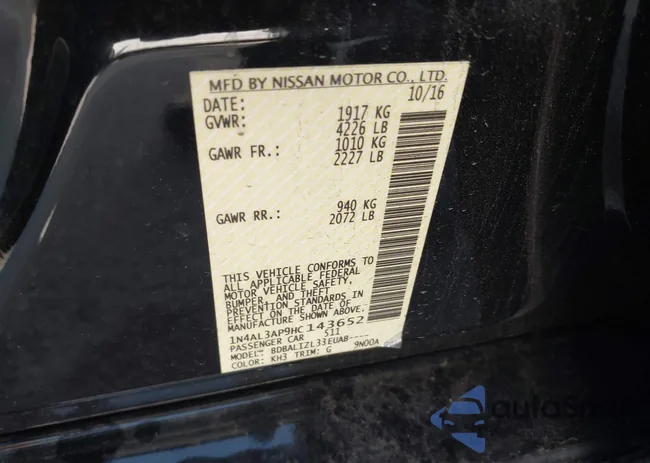 MFD BY NISSAN MOTOR CO., LTD.
DATE: 10/16
GVWR: 1917 KG
4226 LB
GAWR FR.: 1010 KG
2227 LB
GAWR RR.: 940 KG
2072 LB
THIS VEHICLE CONFORMS TO
ALL APPLICABLE FEDERAL
MOTOR VEHICLE SAFETY,
BUMPER, AND THEFT
PREVENTION STANDARDS IN
EFFECT ON THE DATE OF
MANUFACTURE SHOWN ABOVE.
1N4AL3AP9HC143652
PASSENGER CAR S11
MODEL: BDBALIZL33EUAB----
COLOR: KH3 TRIM: G 9N00A